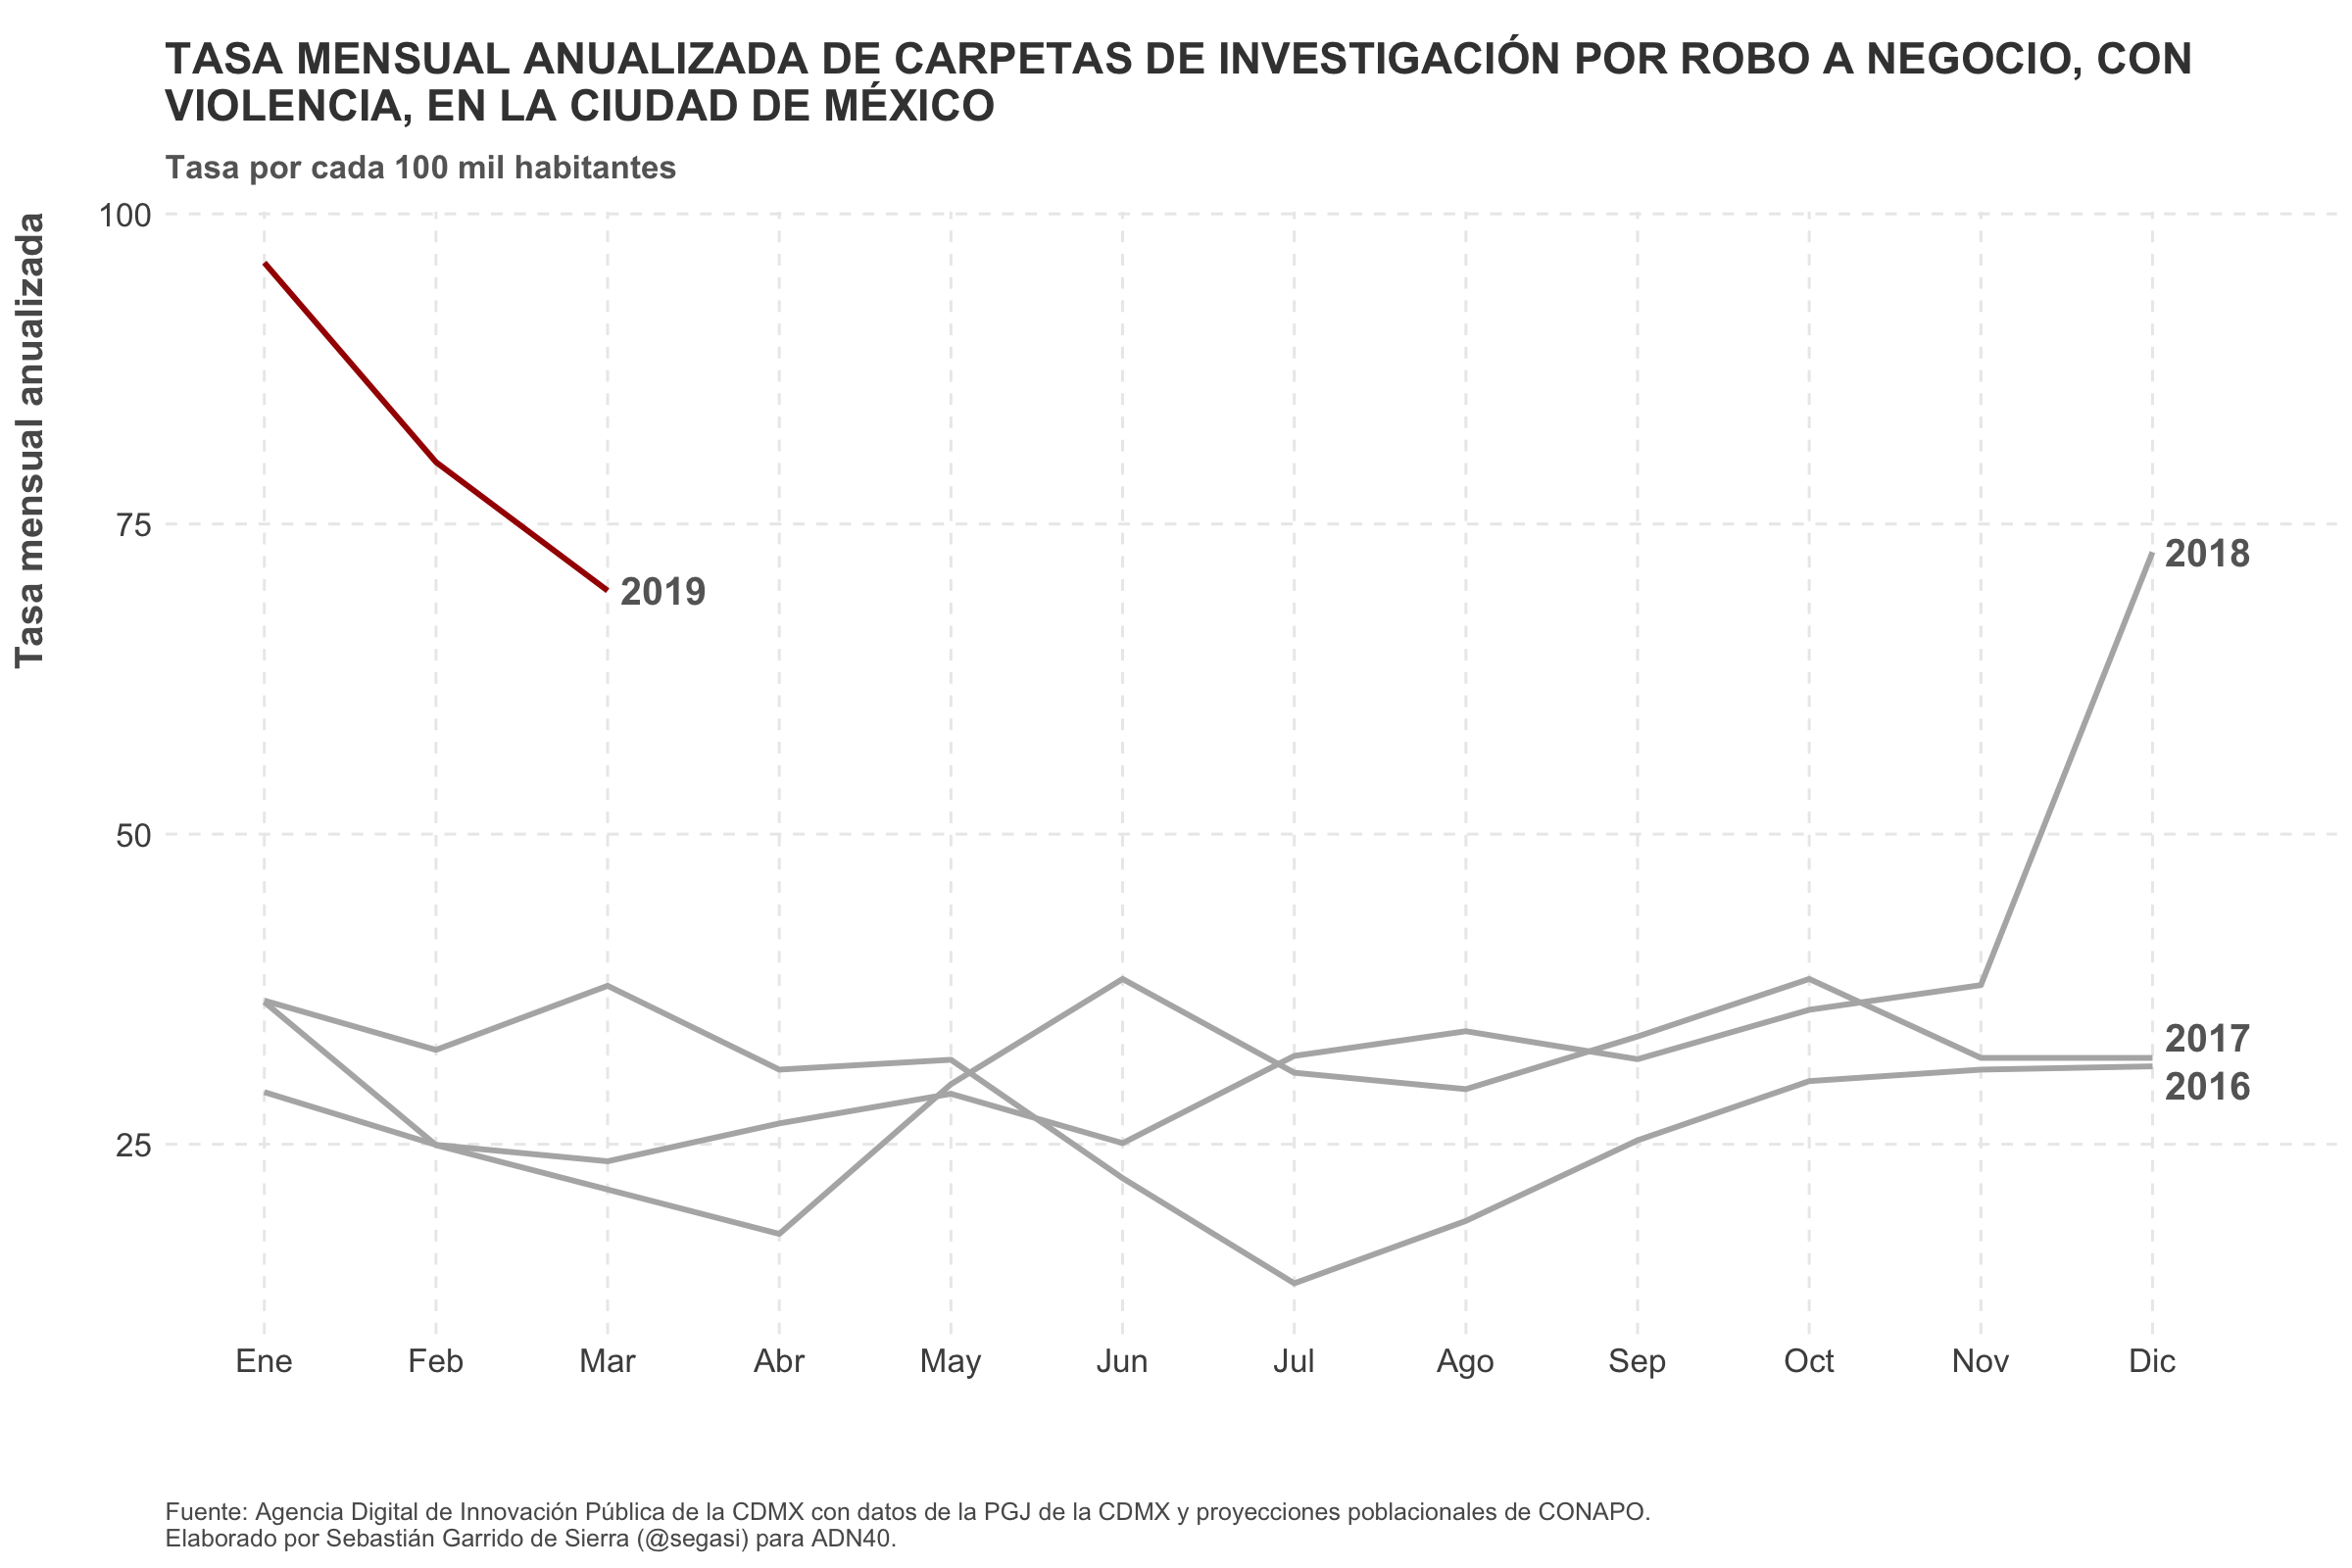 TASA MENSUAL ANUALIZADA DE CARPETAS DE INVESTIGACIÓN POR ROBO A NEGOCIO, CON
VIOLENCIA, EN LA CIUDAD DE MÉXICO
Tasa por cada 100 mil habitantes
Tasa mensual anualizada
100
75
50
25
2019
2018
2017
2016
Ene Feb Mar Abr May Jun Jul Ago Sep Oct Nov Dic
Fuente: Agencia Digital de Innovación Pública de la CDMX con datos de la PGJ de la CDMX y proyecciones poblacionales de CONAPO.
Elaborado por Sebastián Garrido de Sierra (@segasi) para ADN40.